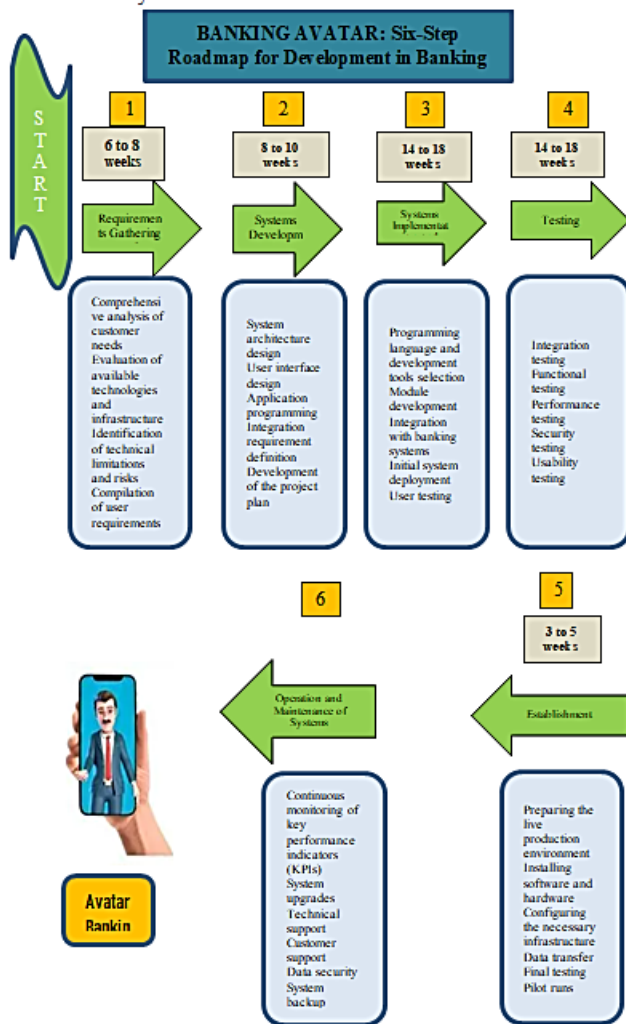 BANKING AVATAR: Six-Step
Roadmap for Development in Banking
START
1
6 to 8
weeks
Requiremen
ts Gathering
Comprehensi
ve analysis of
customer
needs
Evaluation of
available
technologies
and
infrastructure
Identification
of technical
limitations
and risks
Compilation
of user
requirements
2
8 to 10
weeks
Systems
Developm
System
architecture
design
User interface
design
Application
programming
Integration
requirement
definition
Development
of the project
plan
3
14 to 18
weeks
Systems
Implementat
Programming
language and
development
tools selection
Module
development
Integration
with banking
systems
Initial system
deployment
User testing
4
14 to 18
weeks
Testing
Integration
testing
Functional
testing
Performance
testing
Security
testing
Usability
testing
5
3 to 5
weeks
Establishment
Preparing the
live
production
environment
Installing
software and
hardware
Configuring
the necessary
infrastructure
Data transfer
Final testing
Pilot runs
6
Operation and
Maintenance of
Systems
Continuous
monitoring of
key
performance
indicators
(KPIs)
System
upgrades
Technical
support
Customer
support
Data security
System
backup
Avatar
Bankin